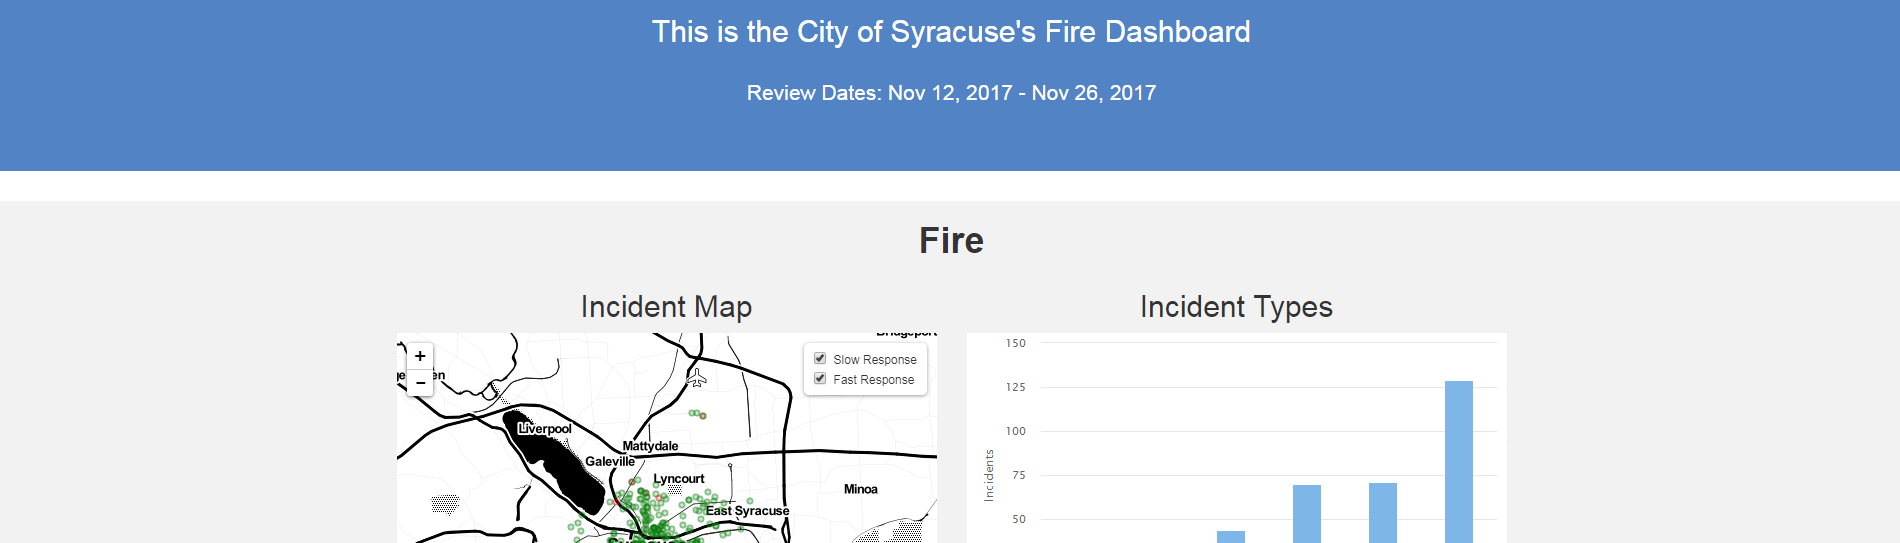 This is the City of Syracuse's Fire Dashboard
Review Dates: Nov 12, 2017 - Nov 26, 2017
Fire
Incident Map
Incident Types
+
−
Slow Response
Fast Response
Liverpool
Mattydale
Galeville
Lyncourt
Minoa
East Syracuse
150
125
100
75
50
Incidents